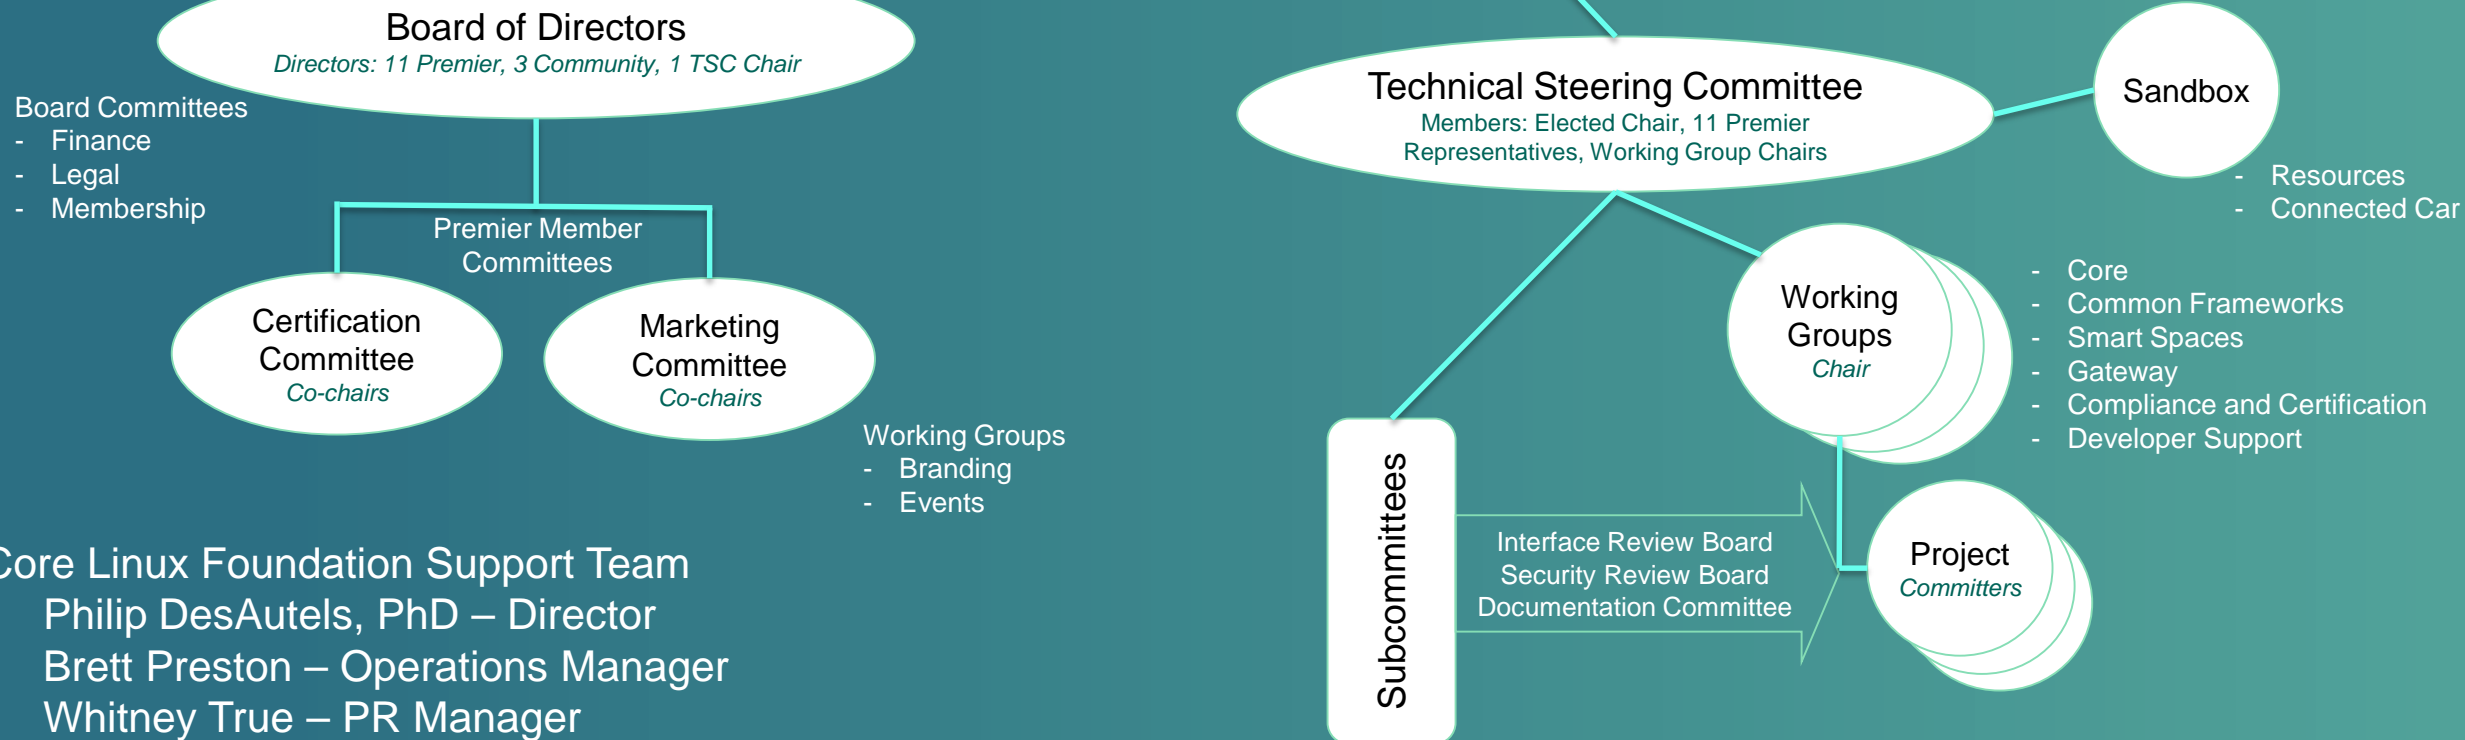 Board of Directors
Directors: 11 Premier, 3 Community, 1 TSC Chair
Board Committees
- Finance
- Legal
- Membership
Premier Member
Committees
Certification
Committee
Co-chairs
Marketing
Committee
Co-chairs
Working Groups
- Branding
- Events
Core Linux Foundation Support Team
Philip DesAutels, PhD – Director
Brett Preston – Operations Manager
Whitney True – PR Manager
Technical Steering Committee
Members: Elected Chair, 11 Premier
Representatives, Working Group Chairs
Sandbox
- Resources
- Connected Car
Working
Groups
Chair
- Core
- Common Frameworks
- Smart Spaces
- Gateway
- Compliance and Certification
- Developer Support
Subcommittees
Interface Review Board
Security Review Board
Documentation Committee
Project
Committers